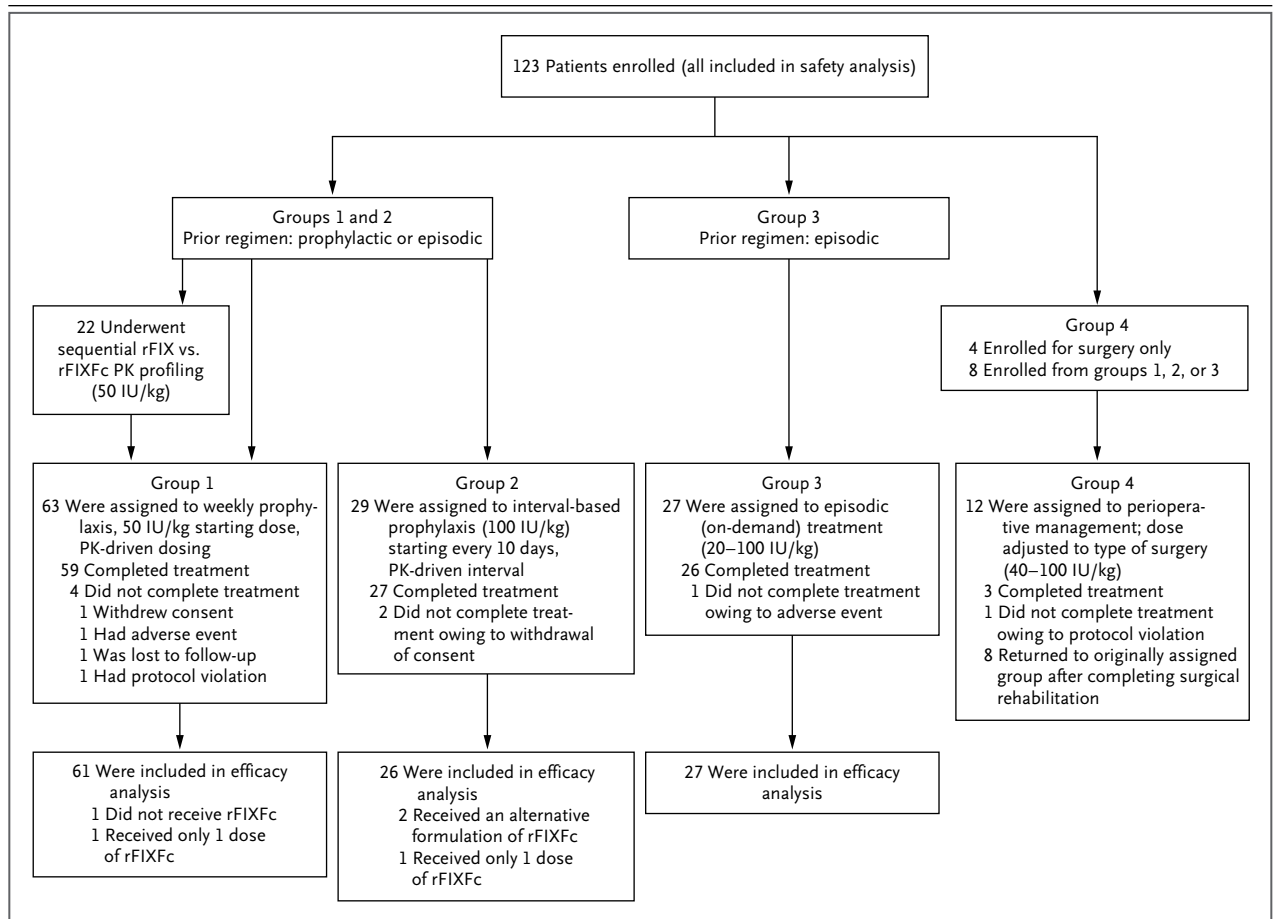 123 Patients enrolled (all included in safety analysis)
Groups 1 and 2
Prior regimen: prophylactic or episodic
Group 3
Prior regimen: episodic
22 Underwent
sequential rFIX vs.
rFIXFc PK profiling
(50 IU/kg)
Group 4
4 Enrolled for surgery only
8 Enrolled from groups 1, 2, or 3
Group 1
63 Were assigned to weekly prophy-
laxis, 50 IU/kg starting dose,
PK-driven dosing
59 Completed treatment
4 Did not complete treatment
1 Withdrew consent
1 Had adverse event
1 Was lost to follow-up
1 Had protocol violation
Group 2
29 Were assigned to interval-based
prophylaxis (100 IU/kg)
starting every 10 days,
PK-driven interval
27 Completed treatment
2 Did not complete treat-
ment owing to withdrawal
of consent
Group 3
27 Were assigned to episodic
(on-demand) treatment
(20–100 IU/kg)
26 Completed treatment
1 Did not complete treatment
owing to adverse event
Group 4
12 Were assigned to periopera-
tive management; dose
adjusted to type of surgery
(40–100 IU/kg)
3 Completed treatment
1 Did not complete treatment
owing to protocol violation
8 Returned to originally assigned
group after completing surgical
rehabilitation
61 Were included in efficacy
analysis
1 Did not receive rFIXFc
1 Received only 1 dose
of rFIXFc
26 Were included in efficacy
analysis
2 Received an alternative
formulation of rFIXFc
1 Received only 1 dose
of rFIXFc
27 Were included in efficacy
analysis